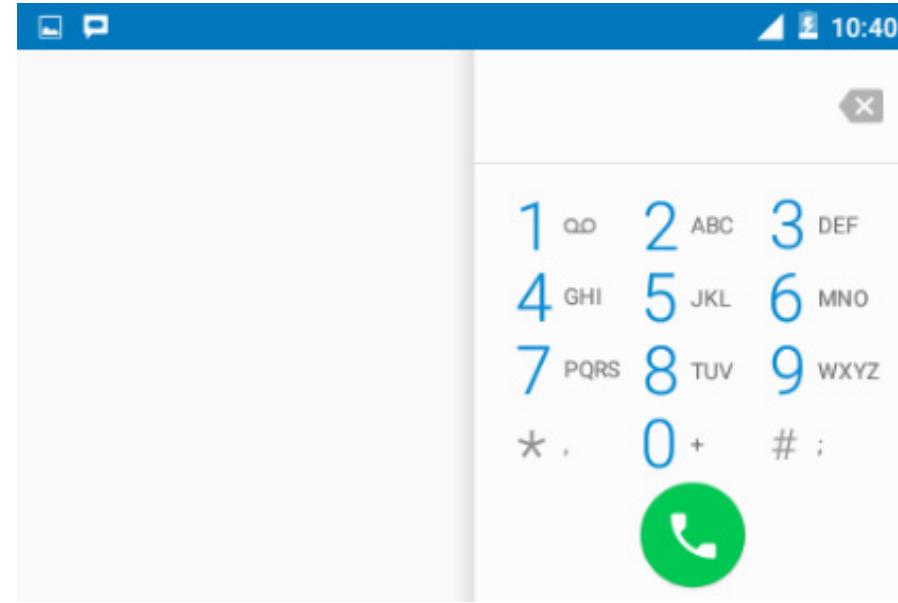 10:40
1 2 ABC 3 DEF
4 GHI 5 JKL 6 MNO
7 PQRS 8 TUV 9 WXYZ
* , 0 + # ;